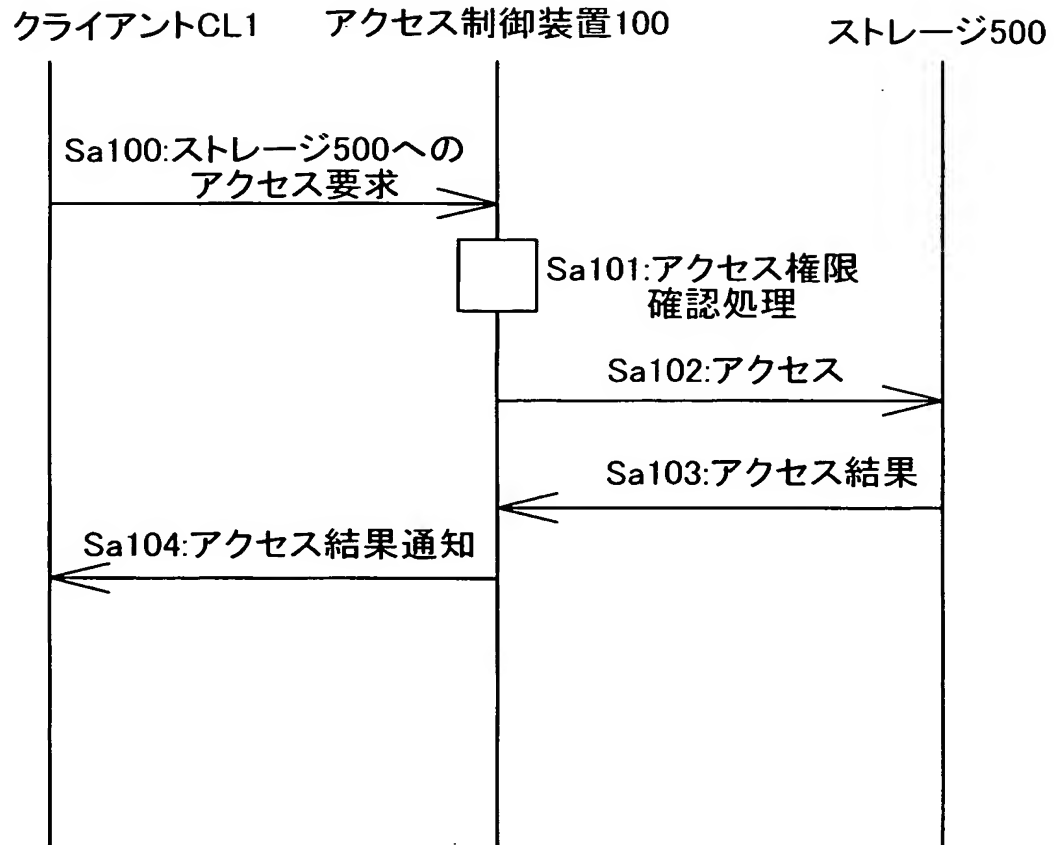 クライアントCL1
アクセス制御装置100
ストレージ500
Sa100:ストレージ500への
アクセス要求
Sa101:アクセス権限
確認処理
Sa102:アクセス
Sa103:アクセス結果
Sa104:アクセス結果通知